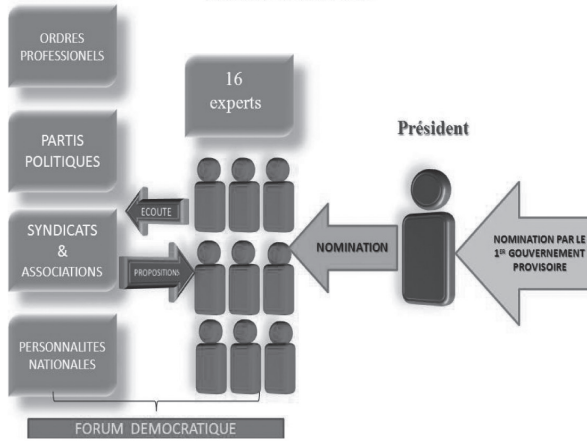 ORDRES
PROFESSIONELS
PARTIS
POLITIQUES
SYNDICATS
&
ASSOCIATIONS
PERSONNALITES
NATIONALES
16
experts
ECOUTE
PROPOSITIONS
Président
NOMINATION
NOMINATION PAR LE
1ER GOUVERNEMENT
PROVISOIRE
FORUM DEMOCRATIQUE